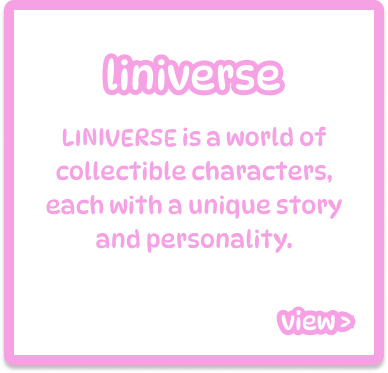 liniverse
LINIVERSE is a world of
collectible characters,
each with a unique story
and personality.
view >